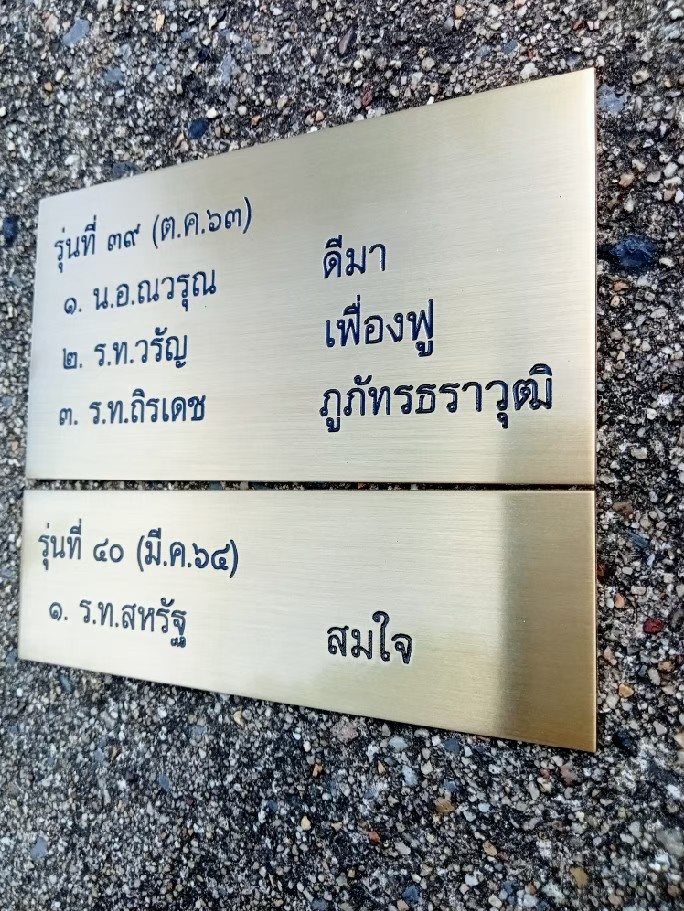 รุ่นที่ ๓๙ (ต.ค.๖๓)
๑. น.อ.ณวรุณ ดีมา
๒. ร.ท.วรัญ เฟื่องฟู
๓. ร.ท.ถิรเดช ภูภัทรธราวุฒิ
รุ่นที่ ๔๐ (มี.ค.๖๔)
๑. ร.ท.สหรัฐ สมใจ